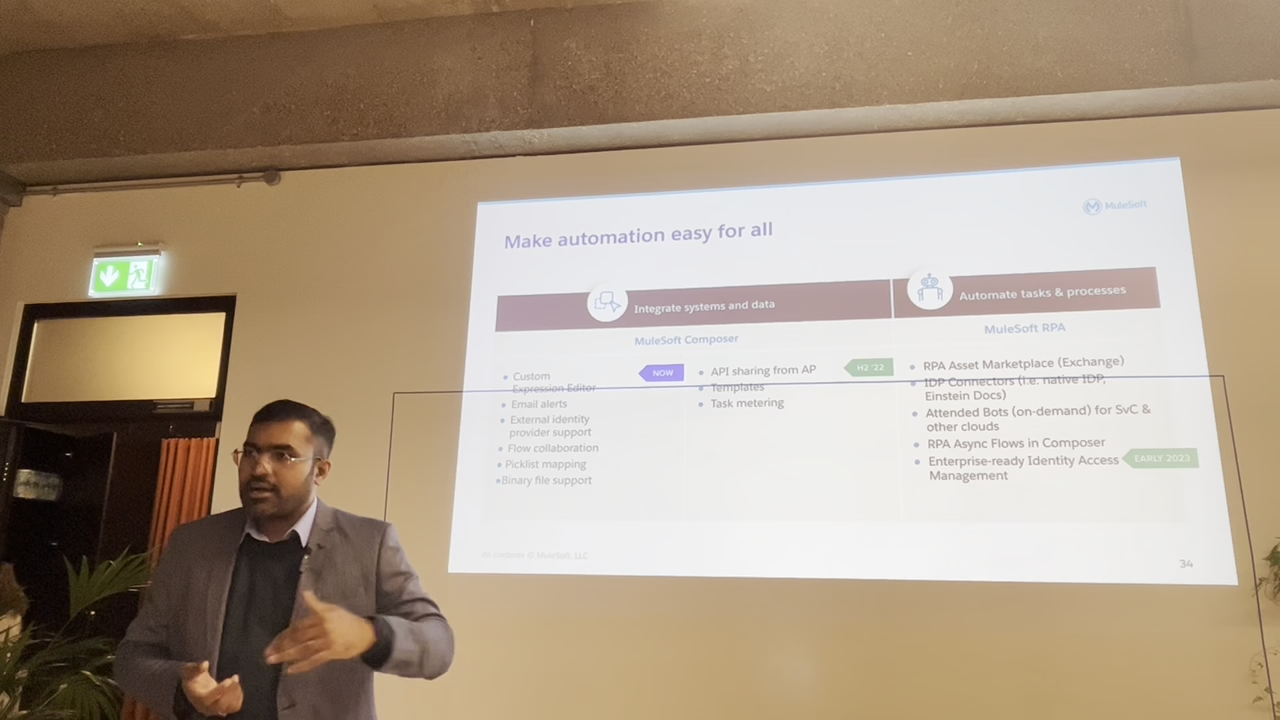 MuleSoft
Make automation easy for all
Integrate systems and data
Automate tasks & processes
MuleSoft Composer
MuleSoft RPA
NOW
Custom
Expression Editor
Email alerts
External identity
provider support
Flow collaboration
Picklist mapping
Binary file support
H2 '22
API sharing from AP
Templates
Task metering
RPA Asset Marketplace (Exchange)
IDP Connectors (i.e. native IDP,
Einstein Docs)
Attended Bots (on-demand) for SvC &
other clouds
RPA Async Flows in Composer
Enterprise-ready Identity Access
Management
EARLY 2023
© MuleSoft, LLC
34